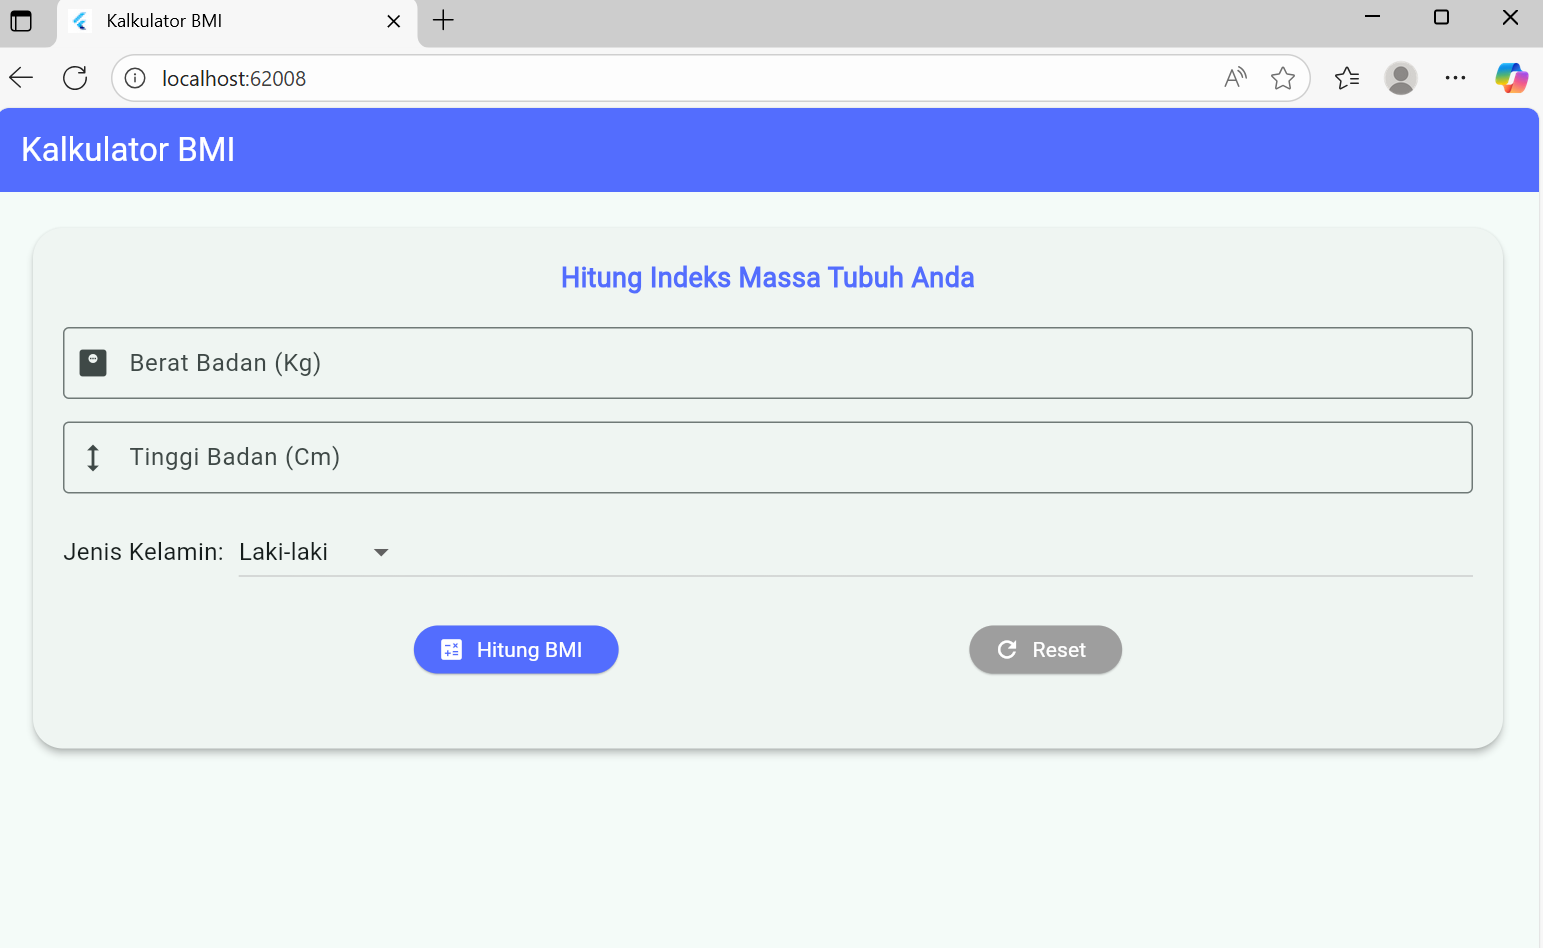 Kalkulator BMI
localhost:62008
Kalkulator BMI
Hitung Indeks Massa Tubuh Anda
Berat Badan (Kg)
Tinggi Badan (Cm)
Jenis Kelamin: Laki-laki
Hitung BMI Reset